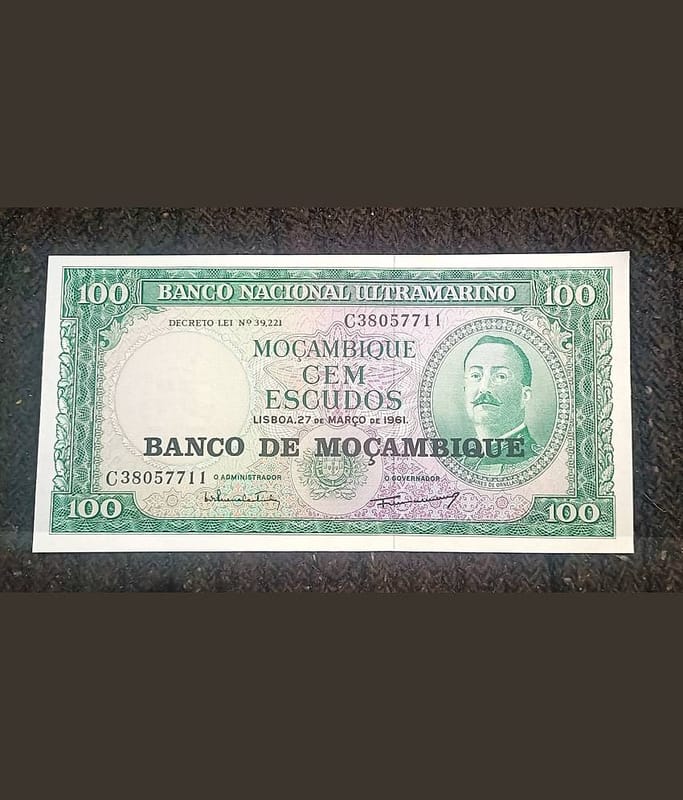 100 BANCO NACIONAL ULTRAMARINO 100
DECRETO LEI Nº 39,221 C38057711
MOÇAMBIQUE
CEM
ESCUDOS
LISBOA, 27 DE MARÇO DE 1961.
BANCO DE MOÇAMBIQUE
C38057711 O ADMINISTRADOR O GOVERNADOR
100 100